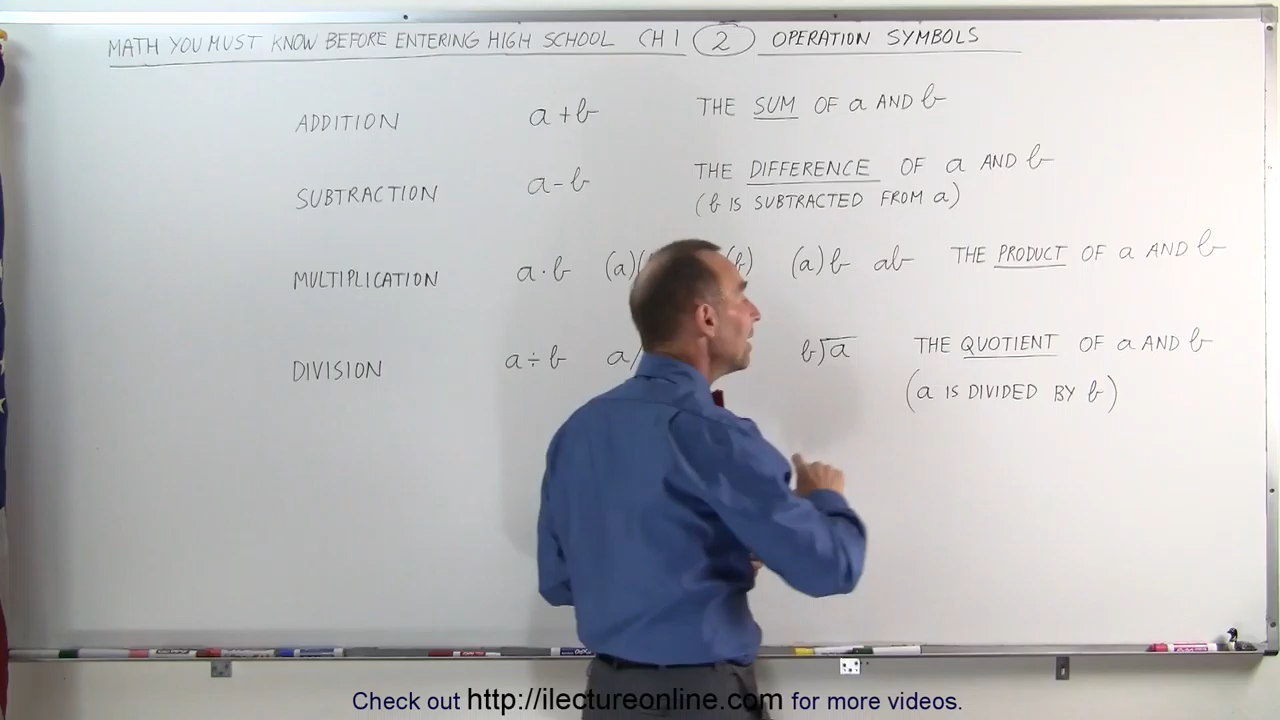 MATH YOU MUST KNOW BEFORE ENTERING HIGH SCHOOL CH 1 2 OPERATION SYMBOLS
ADDITION a + b THE SUM OF a AND b
SUBTRACTION a - b THE DIFFERENCE OF a AND b
(b IS SUBTRACTED FROM a)
MULTIPLICATION a · b (a)( (b) (a)b ab THE PRODUCT OF a AND b
DIVISION a ÷ b a/ b)a THE QUOTIENT OF a AND b
(a IS DIVIDED BY b)
Check out http://ilectureonline.com for more videos.